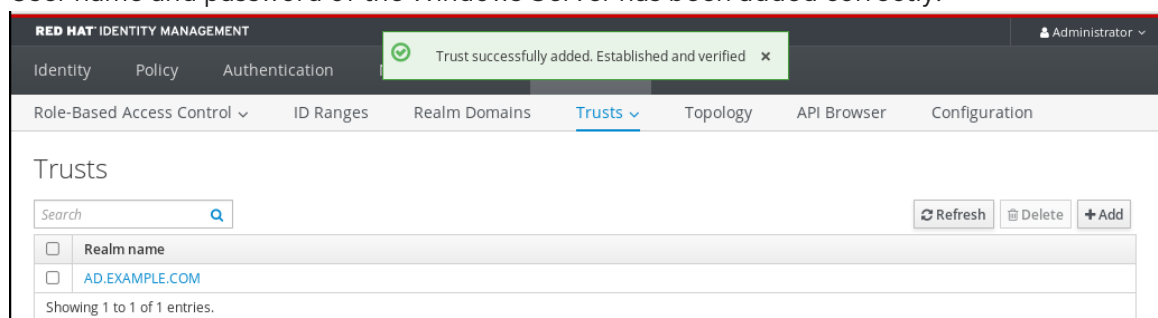 User name and password of the Windows Server has been added correctly.
RED HAT IDENTITY MANAGEMENT
Administrator
Trust successfully added. Established and verified ×
Identity Policy Authentication
Role-Based Access Control ID Ranges Realm Domains Trusts Topology API Browser Configuration
Trusts
Search
Refresh Delete +Add
Realm name
AD.EXAMPLE.COM
Showing 1 to 1 of 1 entries.